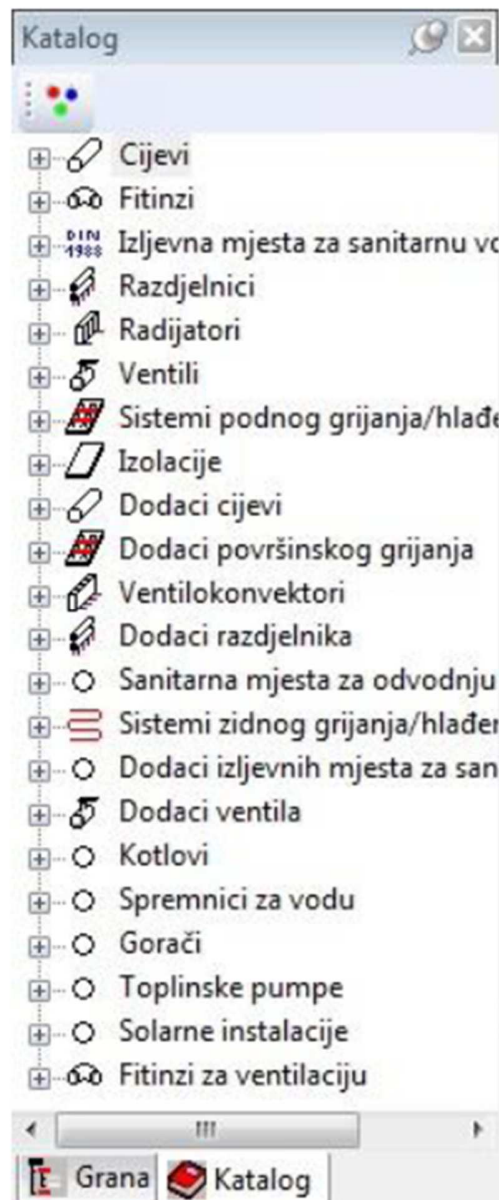 Katalog
Cijevi
Fitinzi
DIN 1988 Izljevna mjesta za sanitarnu
Razdjelnici
Radijatori
Ventili
Sistemi podnog grijanja/hlađe
Izolacije
Dodaci cijevi
Dodaci površinskog grijanja
Ventilokonvektori
Dodaci razdjelnika
Sanitarna mjesta za odvodnju
Sistemi zidnog grijanja/hlađe
Dodaci izljevnih mjesta za san
Dodaci ventila
Kotlovi
Spremnici za vodu
Gorači
Toplinske pumpe
Solarne instalacije
Fitinzi za ventilaciju
Grana Katalog